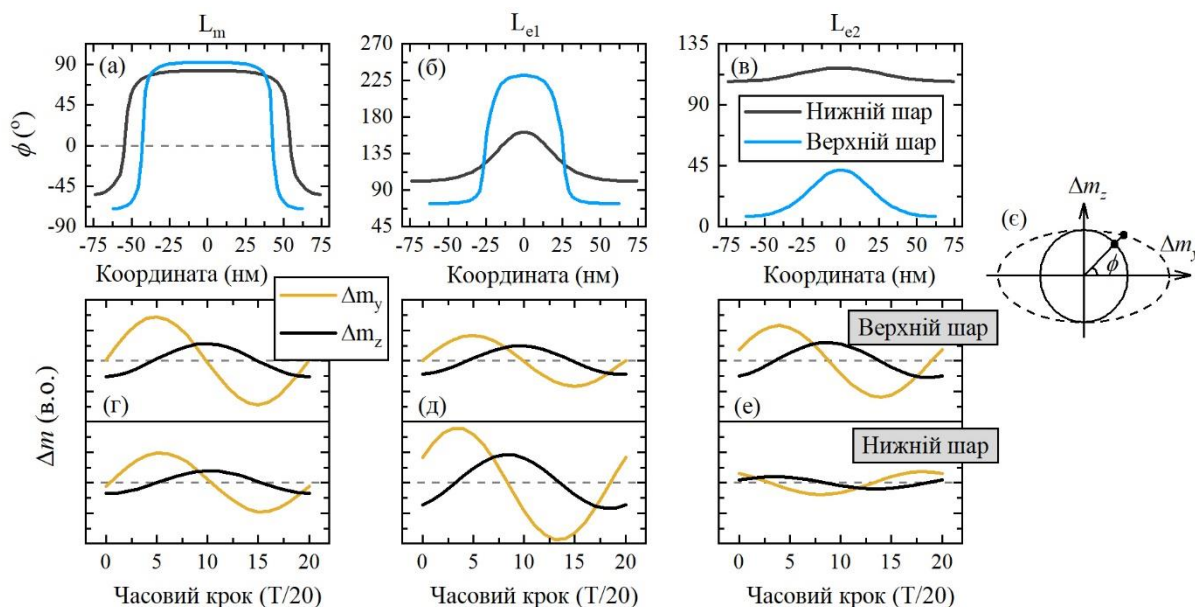 L_m L_e1 L_e2
ϕ (°)
90
45
0
-45
-90
(а)
-75 -50 -25 0 25 50 75
Координата (нм)
270
225
180
135
90
45
(б)
-75 -50 -25 0 25 50 75
Координата (нм)
135
90
45
0
(в)
Нижній шар
Верхній шар
-75 -50 -25 0 25 50 75
Координата (нм)
Δm_z
(є)
Δm_y
ϕ
Δm_y
Δm_z
Δm (в.о.)
(г)
(д)
(е)
Верхній шар
Нижній шар
0 5 10 15 20
Часовий крок (T/20)
0 5 10 15 20
Часовий крок (T/20)
0 5 10 15 20
Часовий крок (T/20)